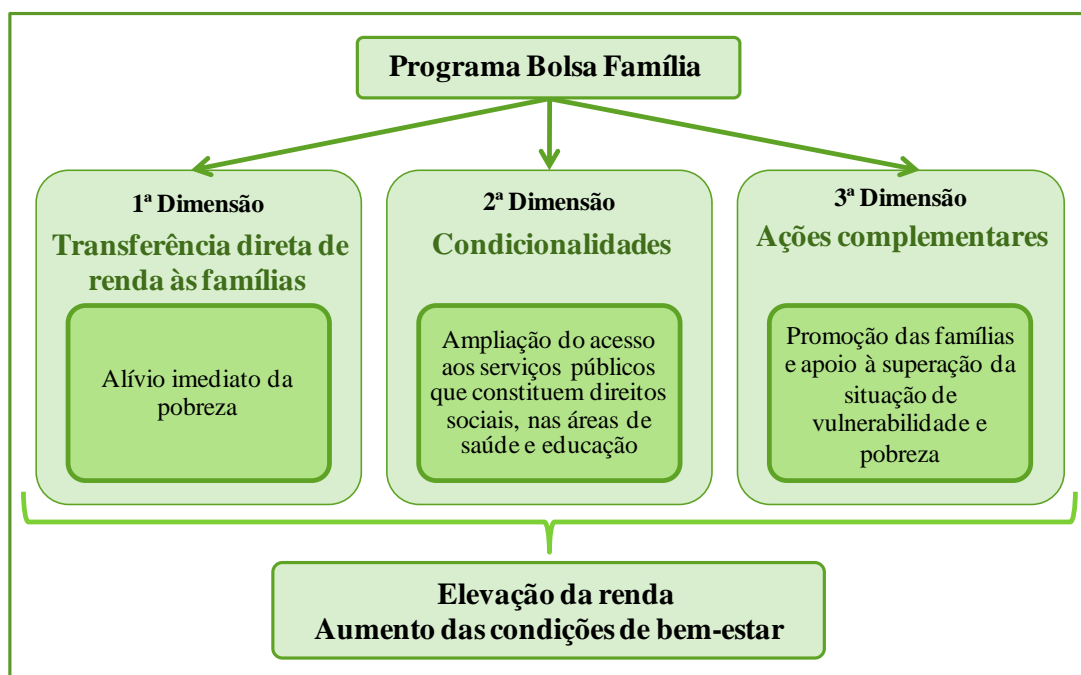 Programa Bolsa Família
1ª Dimensão
Transferência direta de
renda às famílias
Alívio imediato da
pobreza
2ª Dimensão
Condicionalidades
Ampliação do acesso
aos serviços públicos
que constituem direitos
sociais, nas áreas de
saúde e educação
3ª Dimensão
Ações complementares
Promoção das famílias
e apoio à superação da
situação de
vulnerabilidade e
pobreza
Elevação da renda
Aumento das condições de bem-estar